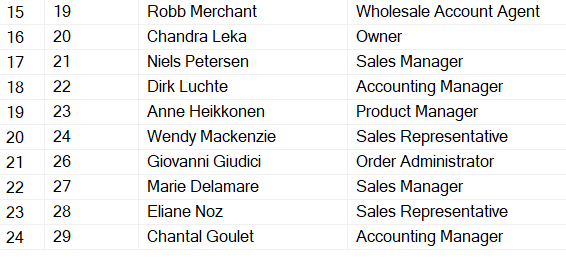 15 19 Robb Merchant Wholesale Account Agent
16 20 Chandra Leka Owner
17 21 Niels Petersen Sales Manager
18 22 Dirk Luchte Accounting Manager
19 23 Anne Heikkonen Product Manager
20 24 Wendy Mackenzie Sales Representative
21 26 Giovanni Giudici Order Administrator
22 27 Marie Delamare Sales Manager
23 28 Eliane Noz Sales Representative
24 29 Chantal Goulet Accounting Manager